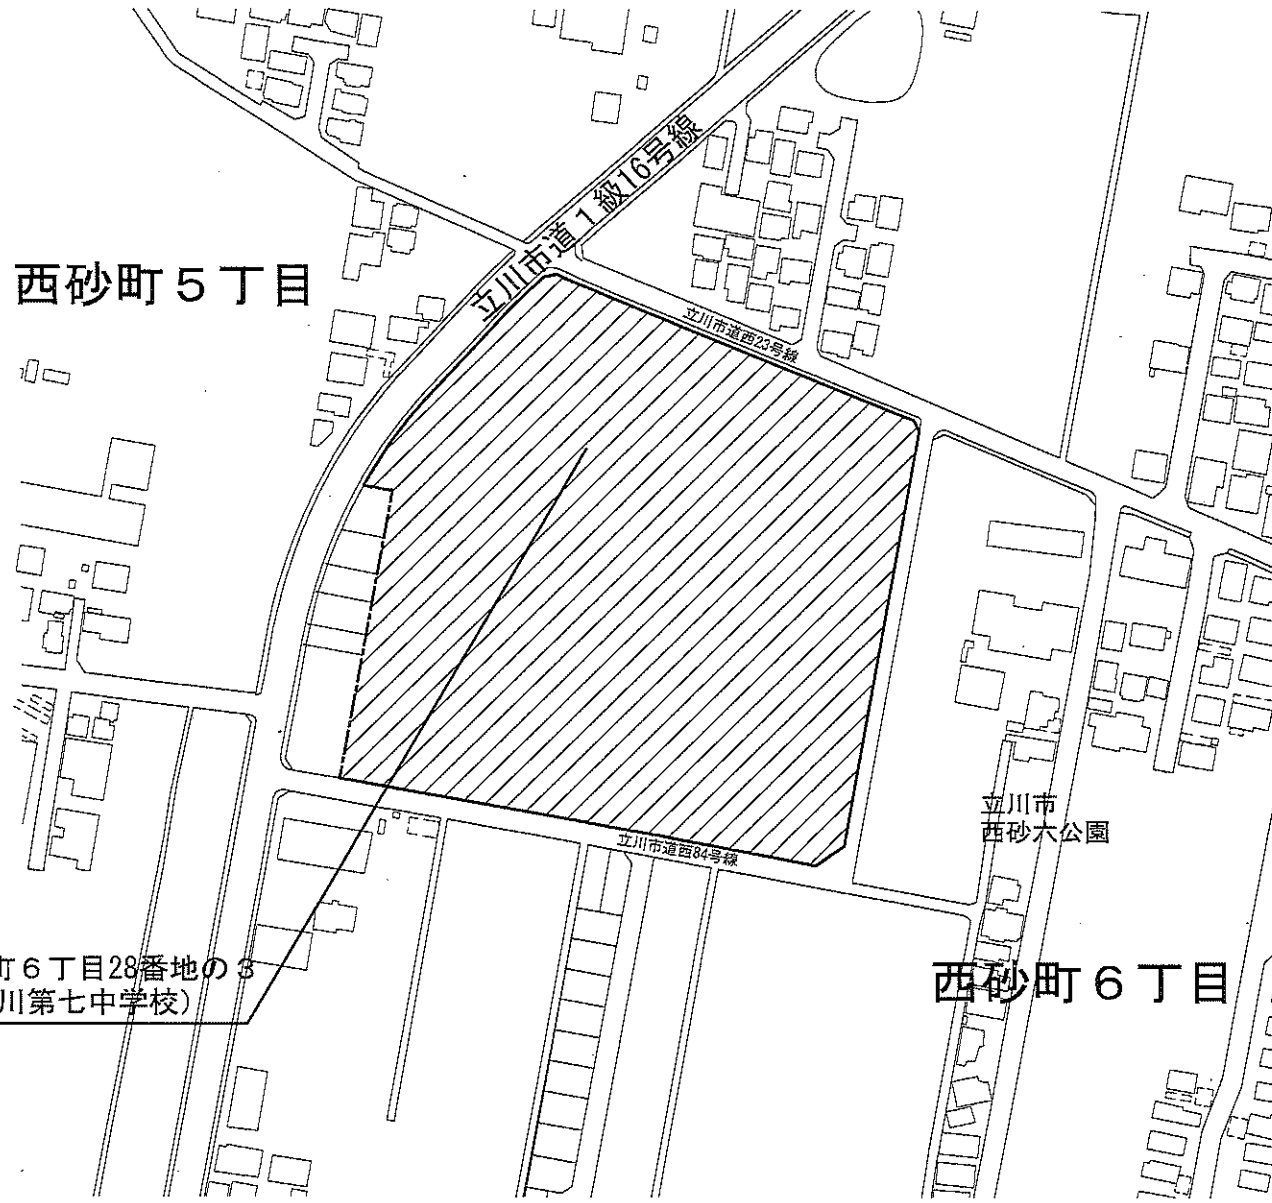 立川市道1級16号線
西砂町5丁目
立川市道西23号線
立川市
西砂六公園
立川市道西84号線
町6丁目28番地の3
川第七中学校)
西砂町6丁目